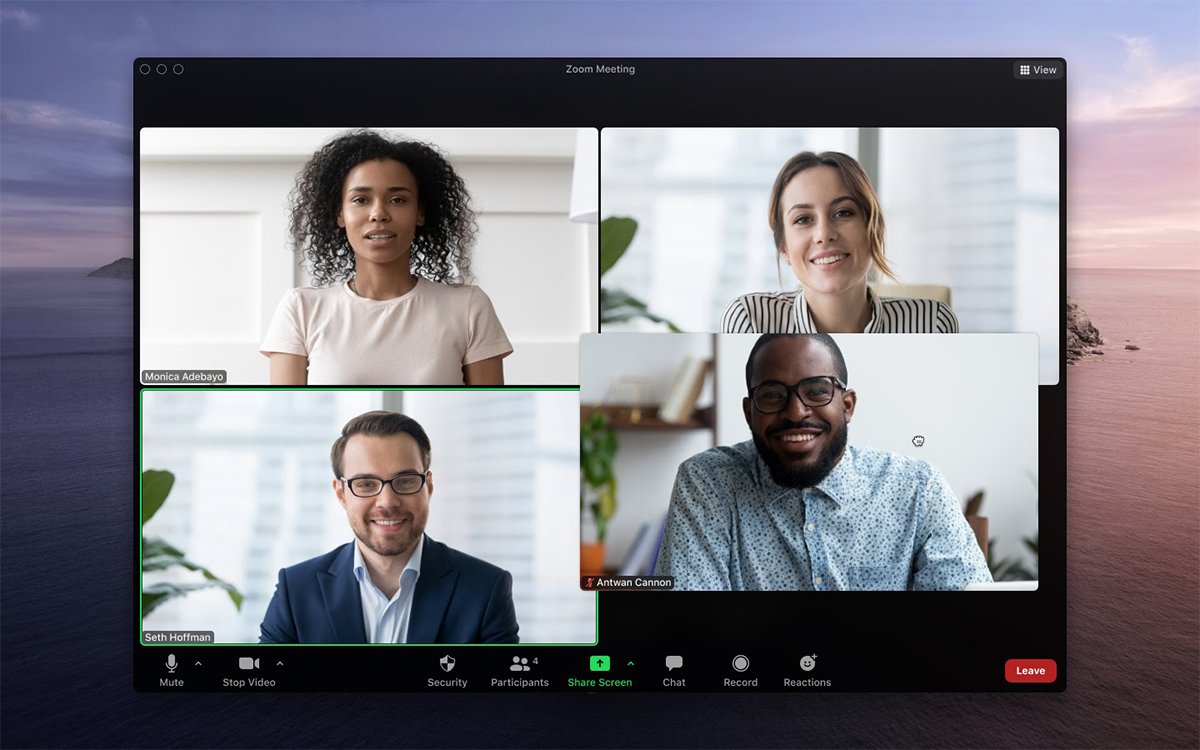 Zoom Meeting
View
Monica Adebayo
Antwan Cannon
Seth Hoffman
Mute
Stop Video
Security
4
Participants
Share Screen
Chat
Record
Reactions
Leave